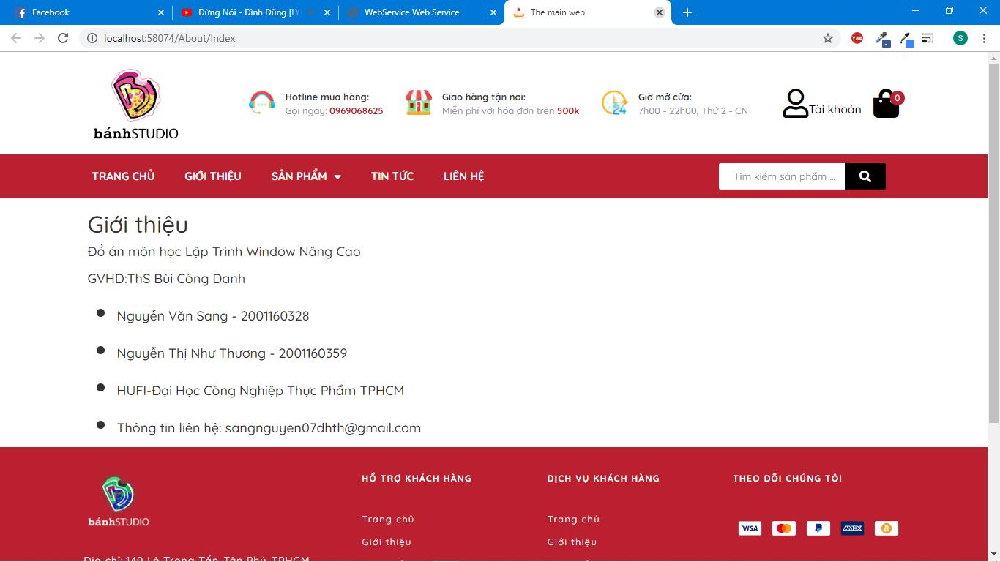 Facebook
Đừng Nói - Đình Dũng [LY
WebService Web Service
The main web
localhost:58074/About/Index
YAB
S
bánhSTUDIO
Hotline mua hàng:
Gọi ngay: 0969068625
Giao hàng tận nơi:
Miễn phí với hóa đơn trên 500k
24
Giờ mở cửa:
7h00 - 22h00, Thứ 2 - CN
Tài khoản
0
TRANG CHỦ GIỚI THIỆU SẢN PHẨM TIN TỨC LIÊN HỆ
Tìm kiếm sản phẩm ...
Giới thiệu
Đồ án môn học Lập Trình Window Nâng Cao
GVHD:ThS Bùi Công Danh
Nguyễn Văn Sang - 2001160328
Nguyễn Thị Như Thương - 2001160359
HUFI-Đại Học Công Nghiệp Thực Phẩm TPHCM
Thông tin liên hệ: sangnguyen07dhth@gmail.com
bánhSTUDIO
Địa chỉ: 140 Lê Trọng Tấn, Tân Phú, TPHCM
HỖ TRỢ KHÁCH HÀNG
Trang chủ
Giới thiệu
DỊCH VỤ KHÁCH HÀNG
Trang chủ
Giới thiệu
THEO DÕI CHÚNG TÔI
VISA
AMEX